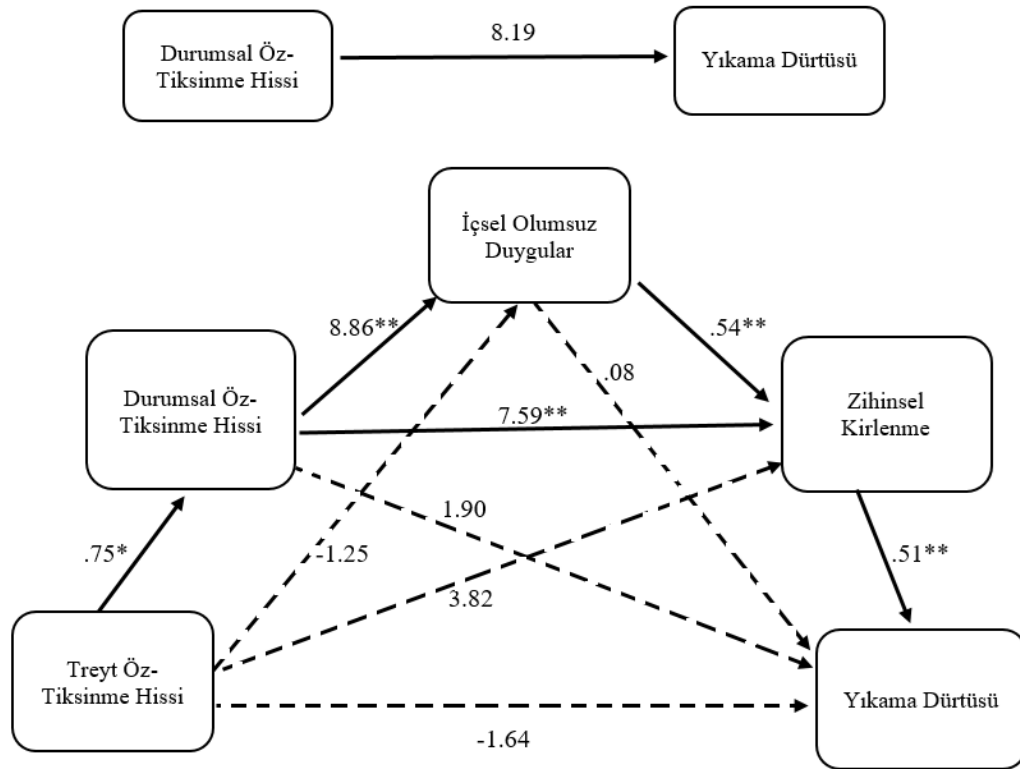 8.19
Durumsal Öz-
Tiksinme Hissi
Yıkama Dürtüsü
İçsel Olumsuz
Duygular
8.86**
.54**
.08
Durumsal Öz-
Tiksinme Hissi
7.59**
Zihinsel
Kirlenme
1.90
.75*
-1.25
.51**
3.82
Treyt Öz-
Tiksinme Hissi
Yıkama Dürtüsü
-1.64